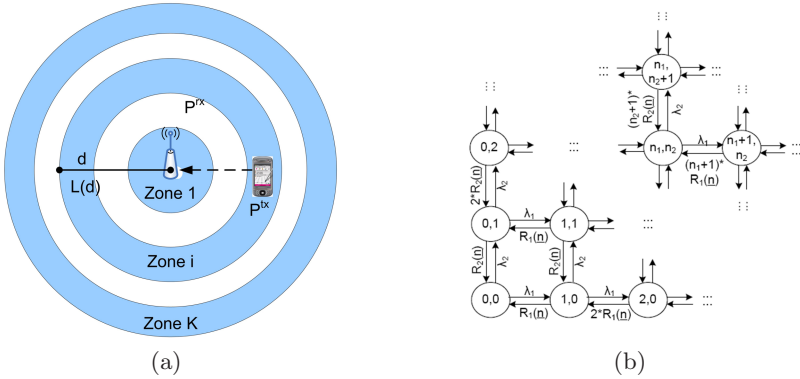 P^rx
d
L(d)
Zone 1
P^tx
Zone i
Zone K
(a)
n₁,
n₂+1
(n₂+1)*
R₂(n)
λ₂
0,2
n₁,n₂
λ₁
n₁+1,
n₂
(n₁+1)*
R₁(n)
2*R₂(n)
λ₂
0,1
λ₁
R₁(n)
1,1
R₂(n)
λ₂
R₂(n)
λ₂
0,0
λ₁
R₁(n)
1,0
λ₁
2*R₁(n)
2,0
(b)